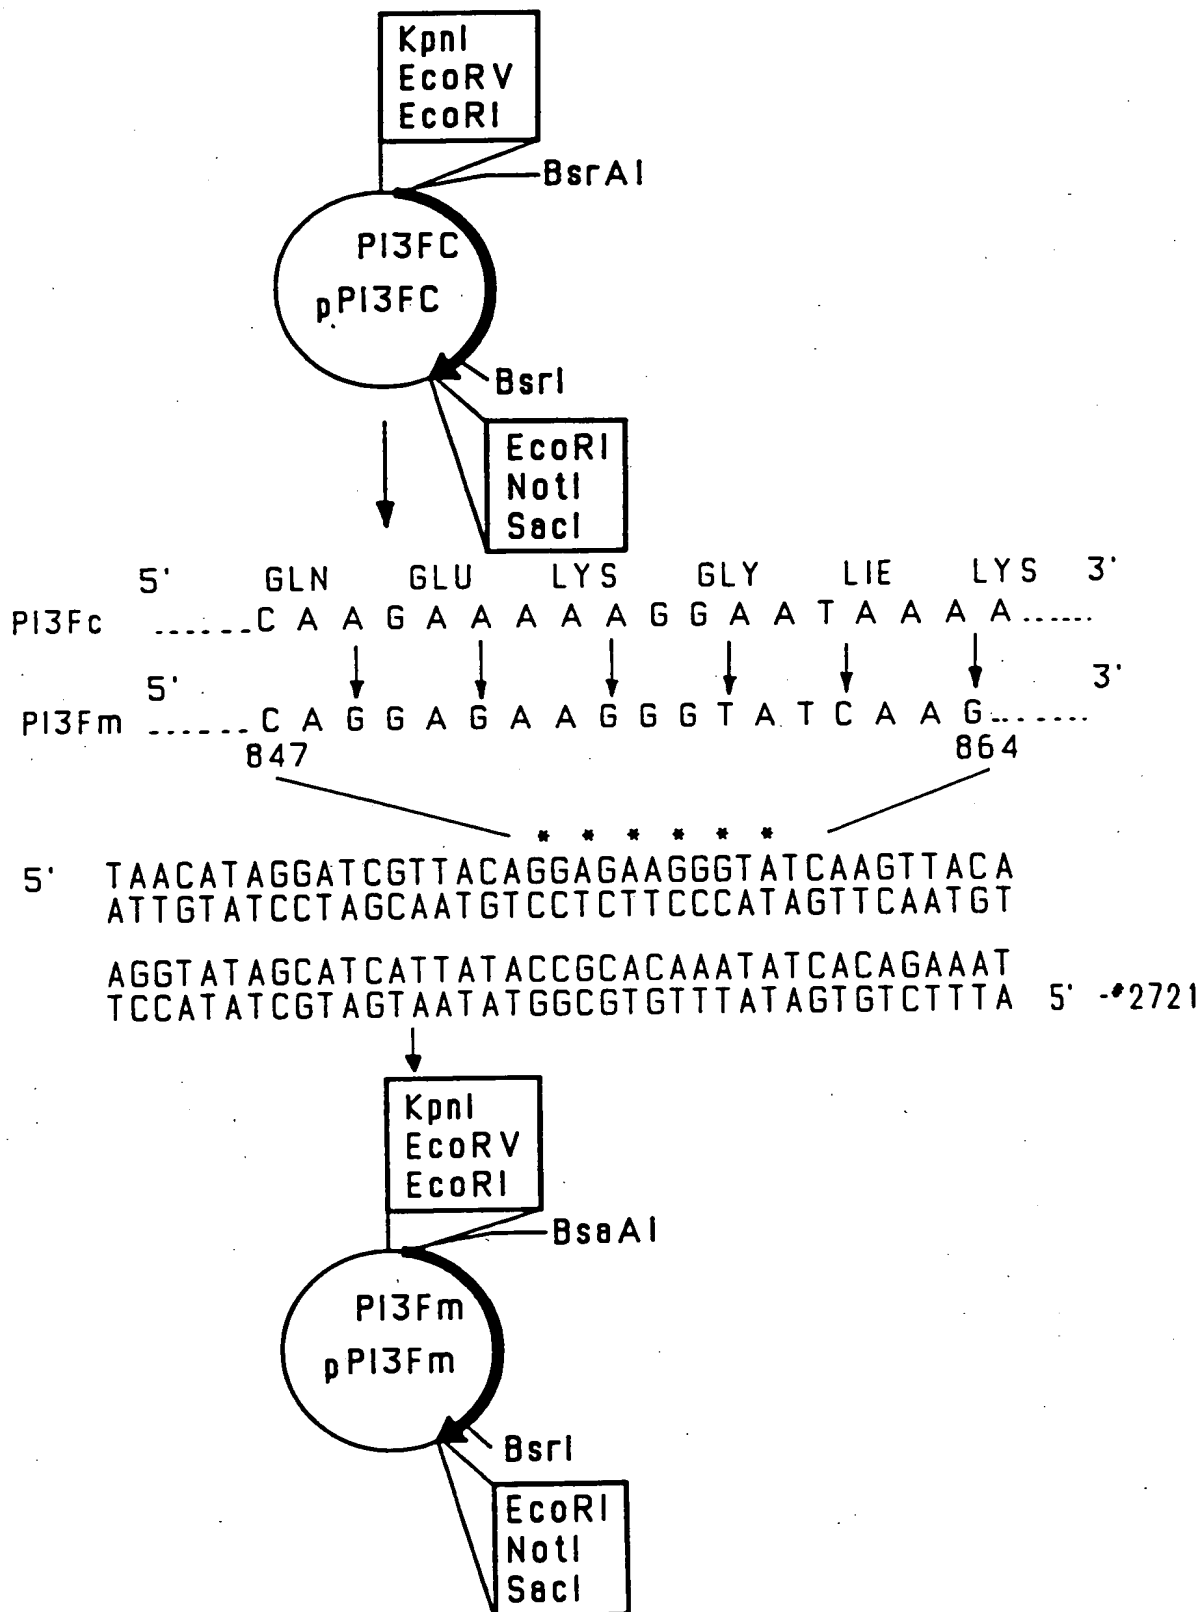 KpnI
EcoRV
EcoRI
BsrAI
PI3FC
pPI3FC
BsrI
EcoRI
NotI
SacI
5' GLN GLU LYS GLY LIE LYS 3'
PI3Fc ......C A A G A A A A A G G A A T A A A A......
5' 3'
PI3Fm ......C A G G A G A A G G G T A T C A A G.......
847 864
* * * * * *
5' TAACATAGGATCGTTACAGGAGAAGGGTATCAAGTTACA
ATTGTATCCTAGCAATGTCCTCTTCCCATAGTTCAATGT
AGGTATAGCATCATTATACCGCACAAATATCACAGAAAT
TCCATATCGTAGTAATATGGCGTGTTTATAGTGTCTTTA 5' -#2721
KpnI
EcoRV
EcoRI
BsaAI
PI3Fm
pPI3Fm
BsrI
EcoRI
NotI
SacI